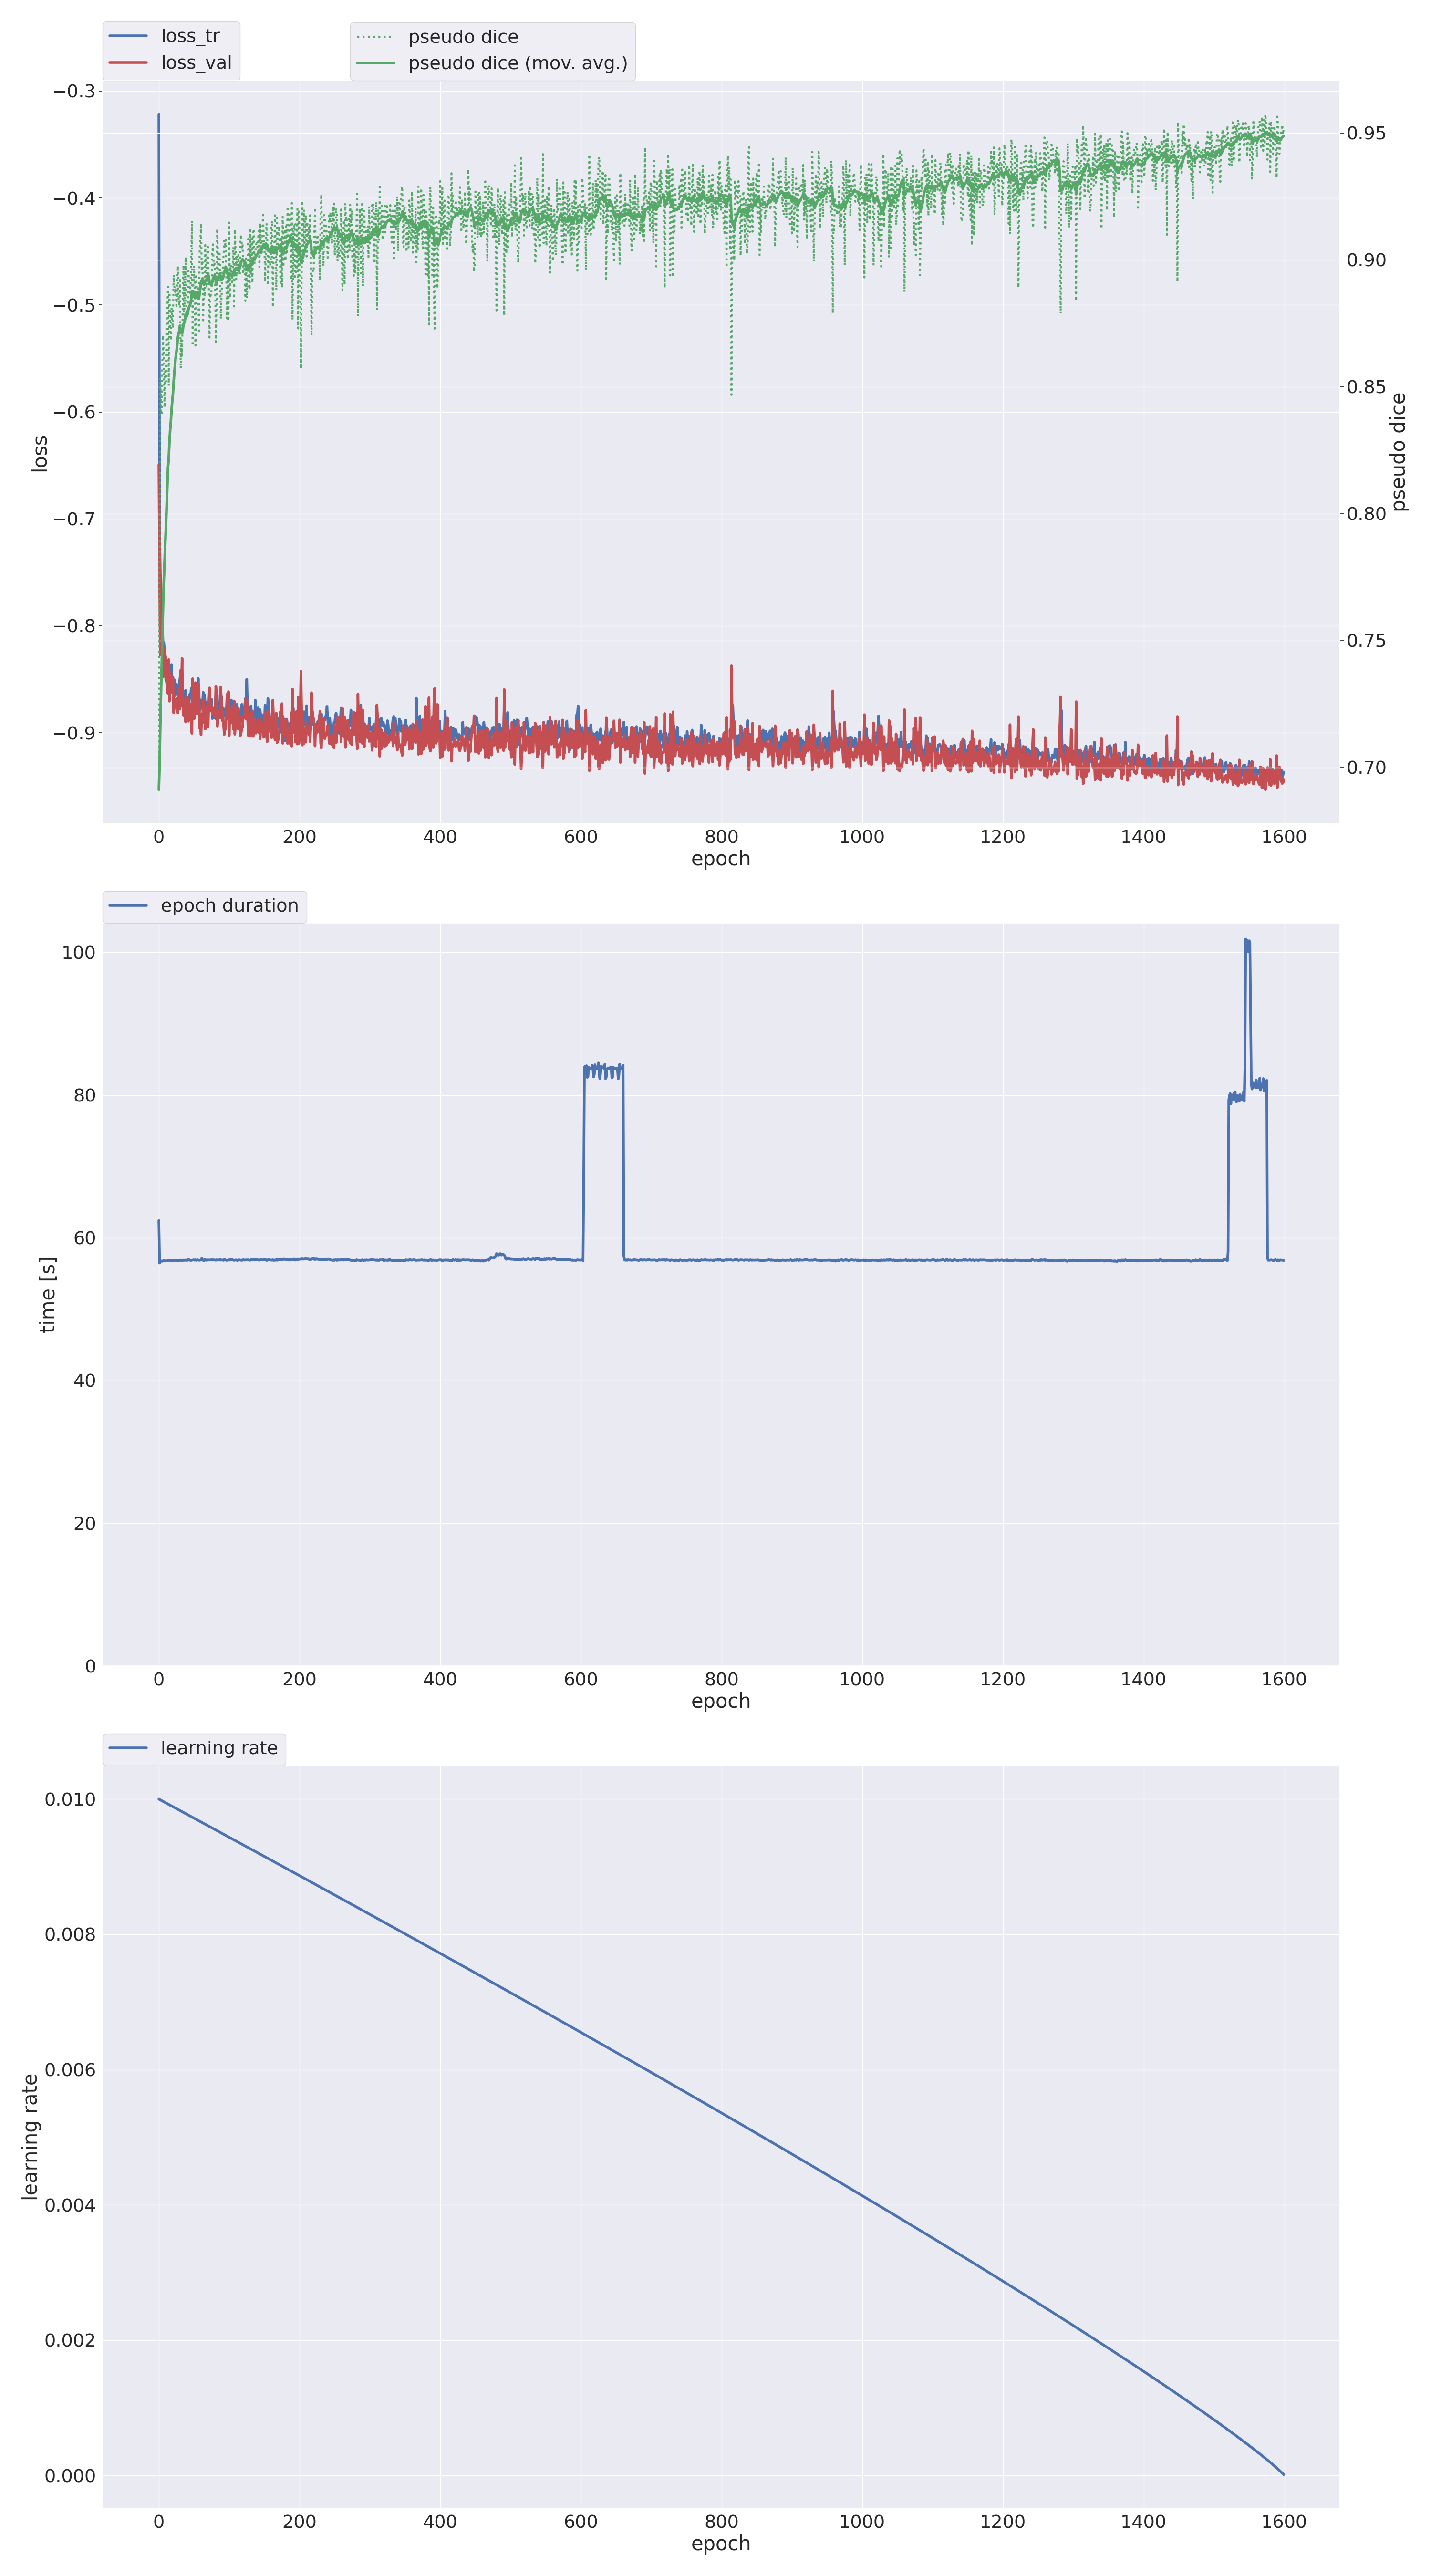 loss_tr
loss_val
pseudo dice
pseudo dice (mov. avg.)
−0.3
−0.4
−0.5
−0.6
−0.7
−0.8
−0.9
loss
0.95
0.90
0.85
0.80
0.75
0.70
pseudo dice
0 200 400 600 800 1000 1200 1400 1600
epoch
epoch duration
100
80
60
40
20
0
time [s]
0 200 400 600 800 1000 1200 1400 1600
epoch
learning rate
0.010
0.008
0.006
0.004
0.002
0.000
learning rate
0 200 400 600 800 1000 1200 1400 1600
epoch